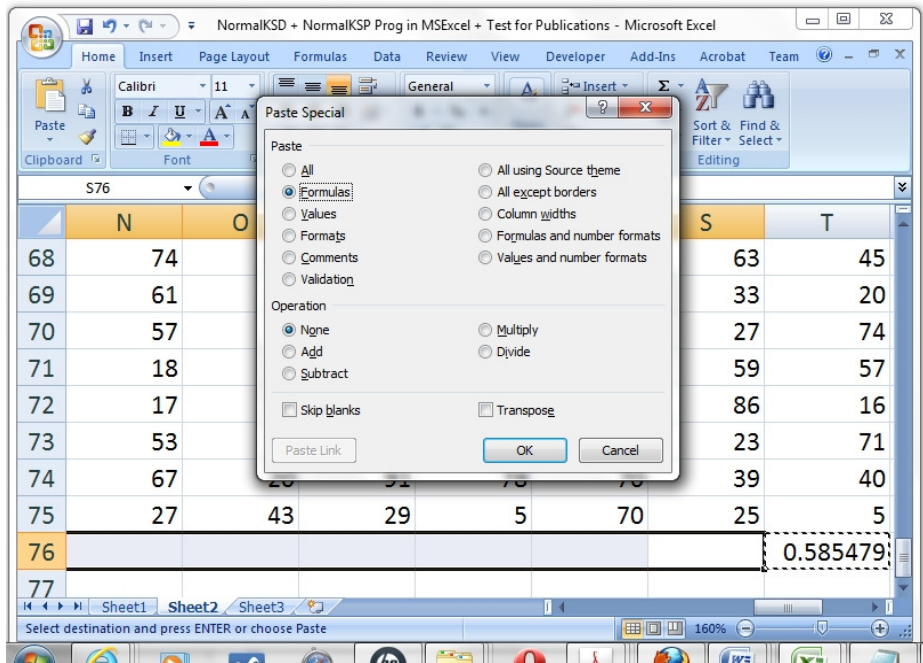 NormalKSD + NormalKSP Prog in MSExcel + Test for Publications - Microsoft Excel
Home Insert Page Layout Formulas Data Review View Developer Add-Ins Acrobat Team
Calibri 11 General Insert Σ
B I U A A
Paste
Sort & Find &
Filter Select
Clipboard Font Editing
Paste Special
Paste
All All using Source theme
Formulas All except borders
Values Column widths
Formats Formulas and number formats
Comments Values and number formats
Validation
Operation
None Multiply
Add Divide
Subtract
Skip blanks Transpose
Paste Link OK Cancel
S76
N O S T
68 74 63 45
69 61 33 20
70 57 27 74
71 18 59 57
72 17 86 16
73 53 23 71
74 67 39 40
75 27 43 29 5 70 25 5
76 0.585479
77
Sheet1 Sheet2 Sheet3
Select destination and press ENTER or choose Paste 160%